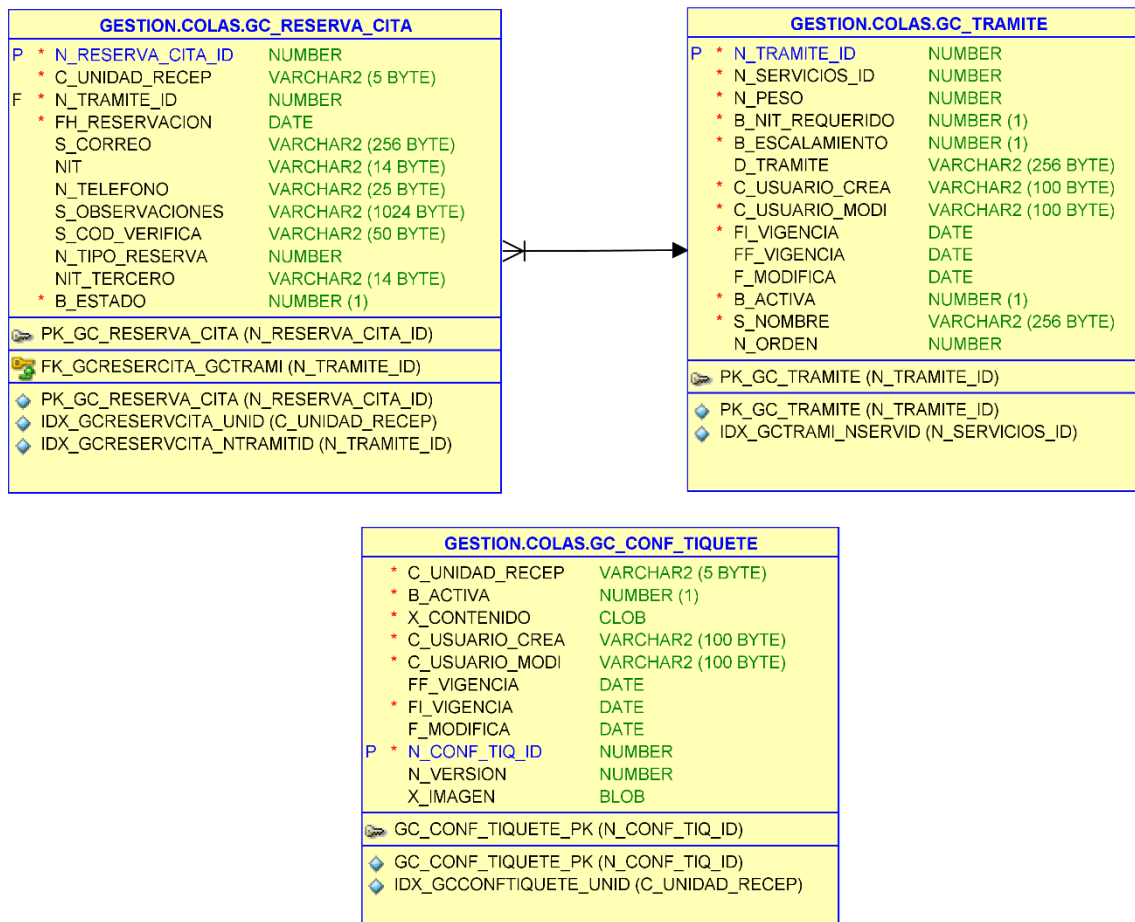 GESTION.COLAS.GC_RESERVA_CITA
P * N_RESERVA_CITA_ID NUMBER
* C_UNIDAD_RECEP VARCHAR2 (5 BYTE)
F * N_TRAMITE_ID NUMBER
* FH_RESERVACION DATE
S_CORREO VARCHAR2 (256 BYTE)
NIT VARCHAR2 (14 BYTE)
N_TELEFONO VARCHAR2 (25 BYTE)
S_OBSERVACIONES VARCHAR2 (1024 BYTE)
S_COD_VERIFICA VARCHAR2 (50 BYTE)
N_TIPO_RESERVA NUMBER
NIT_TERCERO VARCHAR2 (14 BYTE)
* B_ESTADO NUMBER (1)
PK_GC_RESERVA_CITA (N_RESERVA_CITA_ID)
FK_GCRESERCITA_GCTRAMI (N_TRAMITE_ID)
PK_GC_RESERVA_CITA (N_RESERVA_CITA_ID)
IDX_GCRESERVCITA_UNID (C_UNIDAD_RECEP)
IDX_GCRESERVCITA_NTRAMITID (N_TRAMITE_ID)
GESTION.COLAS.GC_TRAMITE
P * N_TRAMITE_ID NUMBER
* N_SERVICIOS_ID NUMBER
* N_PESO NUMBER
* B_NIT_REQUERIDO NUMBER (1)
* B_ESCALAMIENTO NUMBER (1)
D_TRAMITE VARCHAR2 (256 BYTE)
* C_USUARIO_CREA VARCHAR2 (100 BYTE)
* C_USUARIO_MODI VARCHAR2 (100 BYTE)
* FI_VIGENCIA DATE
FF_VIGENCIA DATE
F_MODIFICA DATE
* B_ACTIVA NUMBER (1)
* S_NOMBRE VARCHAR2 (256 BYTE)
N_ORDEN NUMBER
PK_GC_TRAMITE (N_TRAMITE_ID)
PK_GC_TRAMITE (N_TRAMITE_ID)
IDX_GCTRAMI_NSERVID (N_SERVICIOS_ID)
GESTION.COLAS.GC_CONF_TIQUETE
* C_UNIDAD_RECEP VARCHAR2 (5 BYTE)
* B_ACTIVA NUMBER (1)
* X_CONTENIDO CLOB
* C_USUARIO_CREA VARCHAR2 (100 BYTE)
* C_USUARIO_MODI VARCHAR2 (100 BYTE)
FF_VIGENCIA DATE
* FI_VIGENCIA DATE
F_MODIFICA DATE
P * N_CONF_TIQ_ID NUMBER
N_VERSION NUMBER
X_IMAGEN BLOB
GC_CONF_TIQUETE_PK (N_CONF_TIQ_ID)
GC_CONF_TIQUETE_PK (N_CONF_TIQ_ID)
IDX_GCCONFTIQUETE_UNID (C_UNIDAD_RECEP)